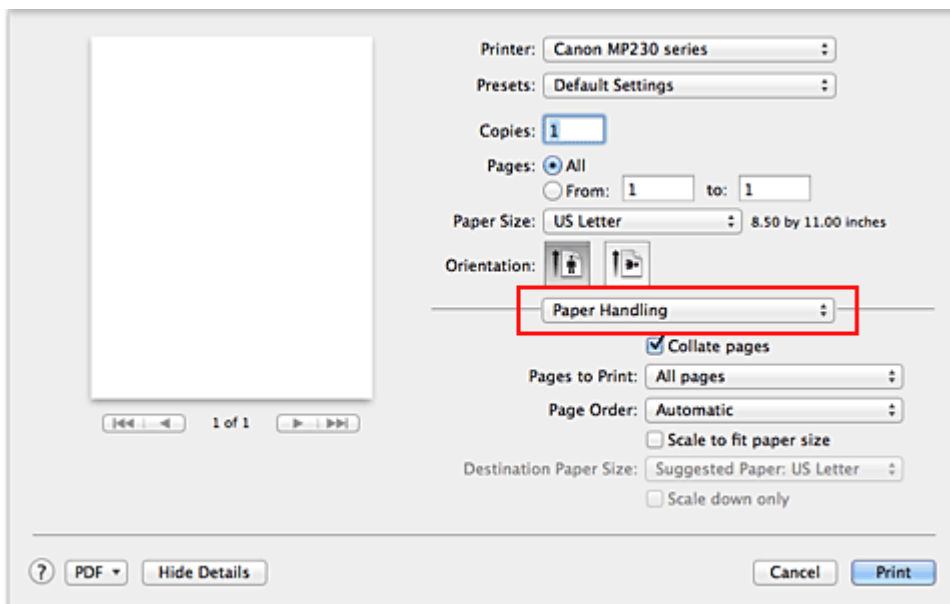 Printer: Canon MP230 series
Presets: Default Settings
Copies: 1
Pages: All
From: 1 to: 1
Paper Size: US Letter 8.50 by 11.00 inches
Orientation:
Paper Handling
Collate pages
Pages to Print: All pages
Page Order: Automatic
1 of 1
Scale to fit paper size
Destination Paper Size: Suggested Paper: US Letter
Scale down only
? PDF Hide Details Cancel Print